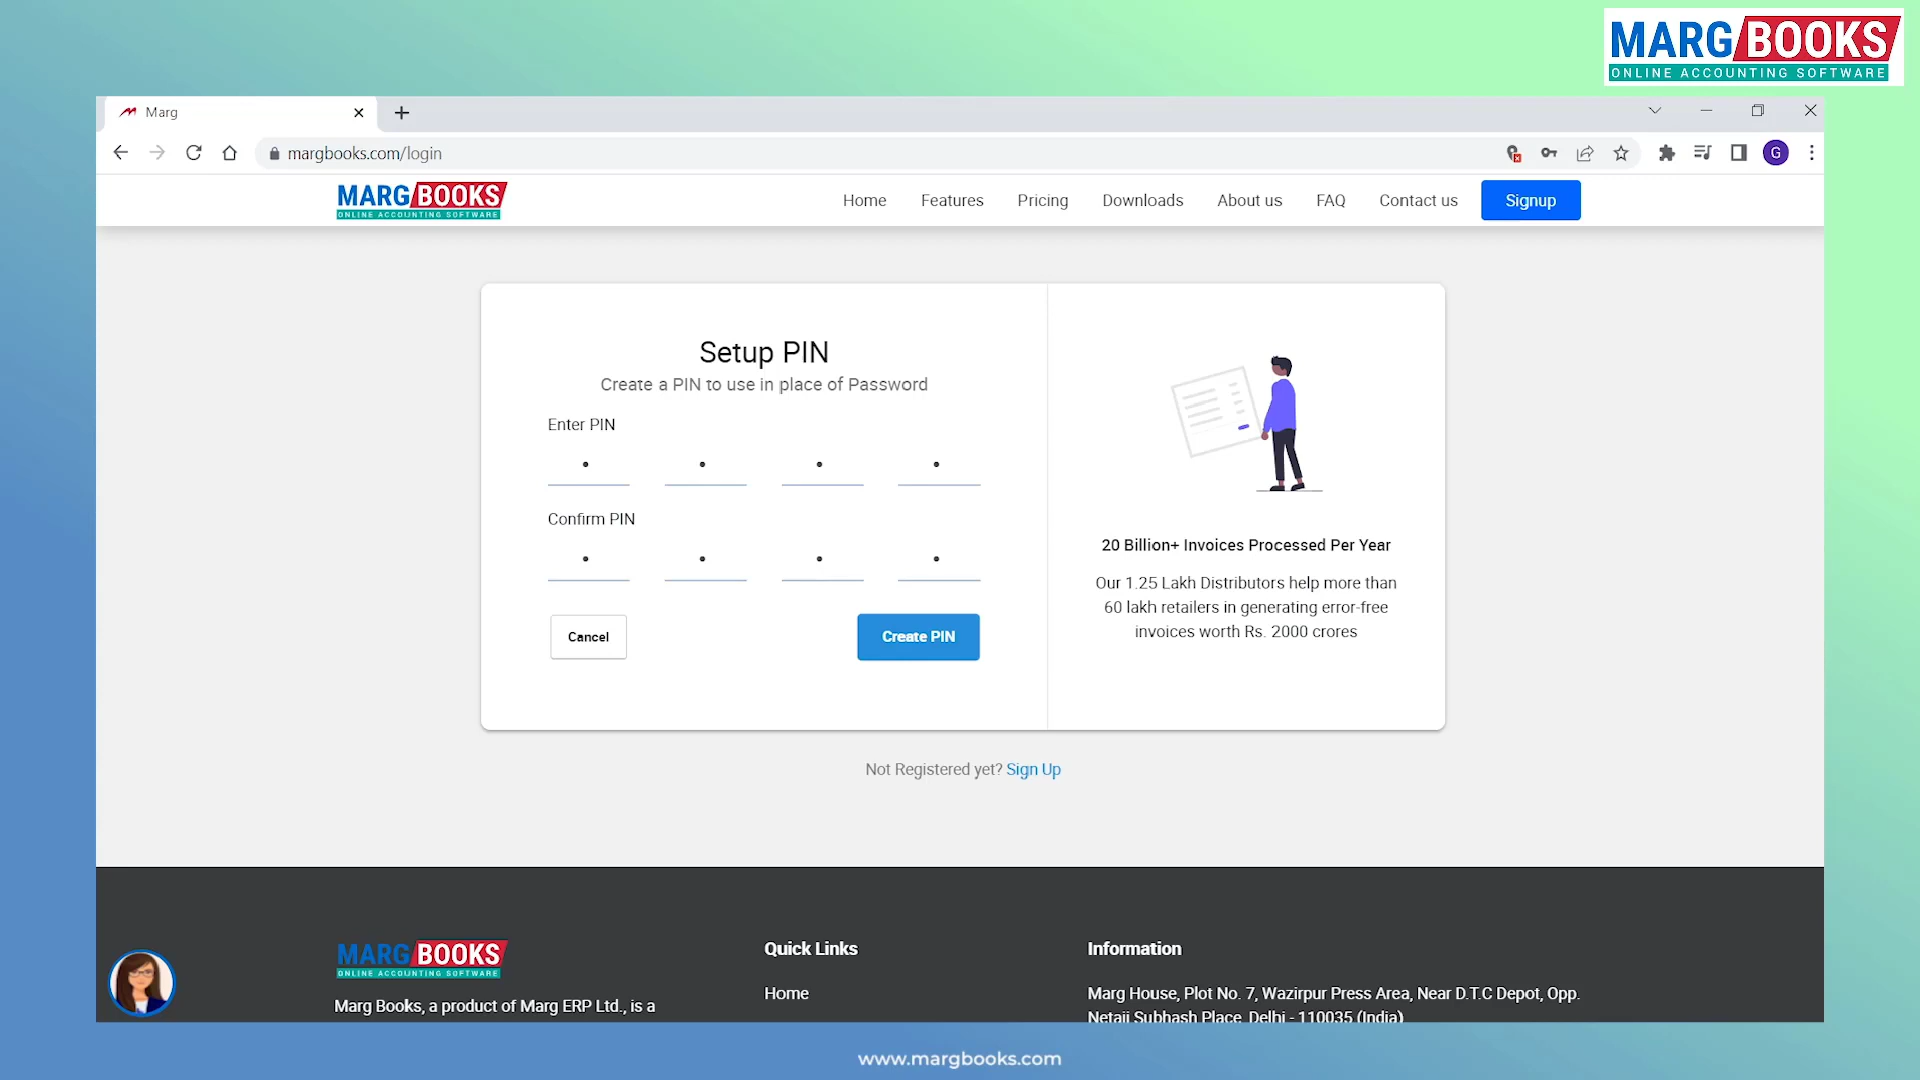 MARG BOOKS
ONLINE ACCOUNTING SOFTWARE
Marg
margbooks.com/login
G
MARG BOOKS
ONLINE ACCOUNTING SOFTWARE
Home Features Pricing Downloads About us FAQ Contact us Signup
Setup PIN
Create a PIN to use in place of Password
Enter PIN
Confirm PIN
Cancel Create PIN
20 Billion+ Invoices Processed Per Year
Our 1.25 Lakh Distributors help more than
60 lakh retailers in generating error-free
invoices worth Rs. 2000 crores
Not Registered yet? Sign Up
MARG BOOKS
ONLINE ACCOUNTING SOFTWARE
Marg Books, a product of Marg ERP Ltd., is a
Quick Links
Home
Information
Marg House, Plot No. 7, Wazirpur Press Area, Near D.T.C Depot, Opp.
Netaji Subhash Place, Delhi - 110035 (India)
www.margbooks.com